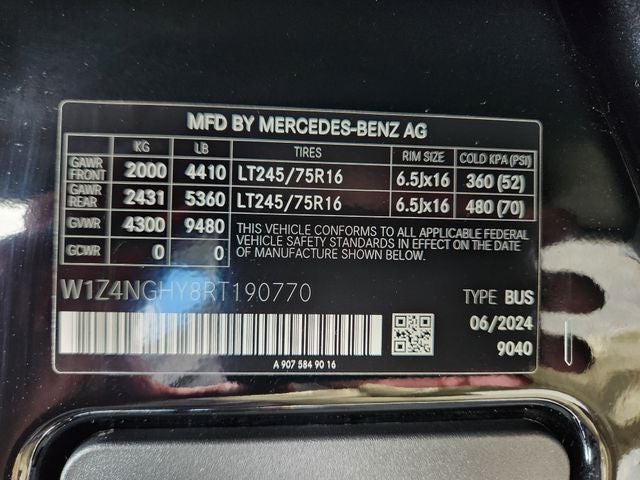 MFD BY MERCEDES-BENZ AG
KG LB TIRES RIM SIZE COLD KPA (PSI)
GAWR FRONT 2000 4410 LT245/75R16 6.5Jx16 360 (52)
GAWR REAR 2431 5360 LT245/75R16 6.5Jx16 480 (70)
GVWR 4300 9480
GCWR 0 0
THIS VEHICLE CONFORMS TO ALL APPLICABLE FEDERAL
VEHICLE SAFETY STANDARDS IN EFFECT ON THE DATE
OF MANUFACTURE SHOWN BELOW.
W1Z4NGHY8RT190770
TYPE BUS
06/2024
9040
A 907 584 90 16